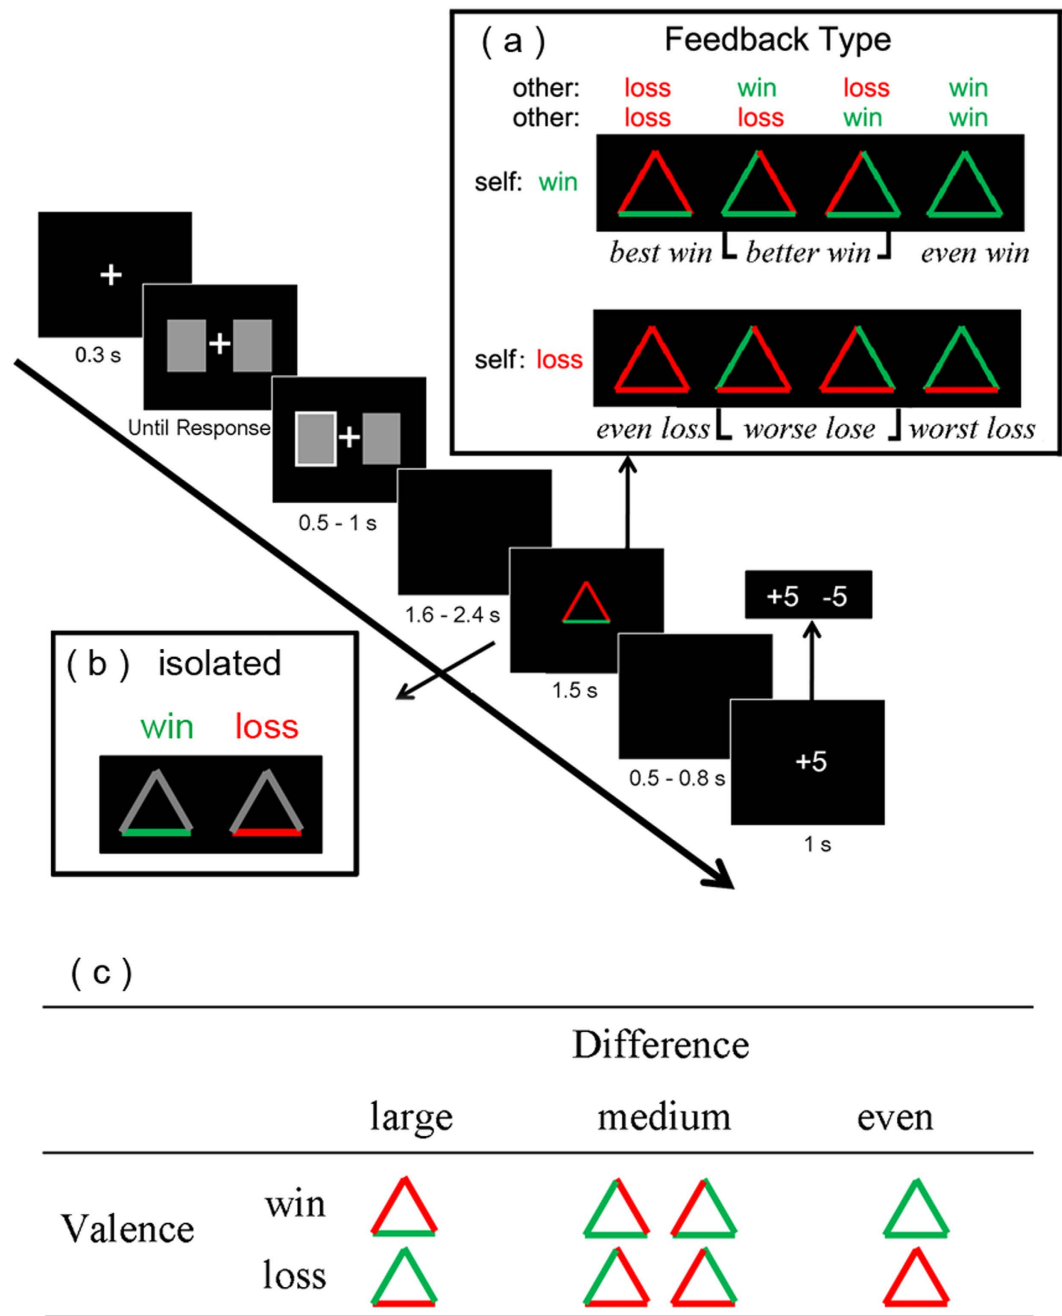 ( a ) Feedback Type
other: loss win loss win
other: loss loss win win
self: win
best win better win even win
self: loss
even loss worse lose worst loss
+
0.3 s
+
Until Response
+
0.5 - 1 s
1.6 - 2.4 s
1.5 s
0.5 - 0.8 s
+5 -5
+5
1 s
( b ) isolated
win loss
( c )
Difference
large medium even
Valence
win
loss